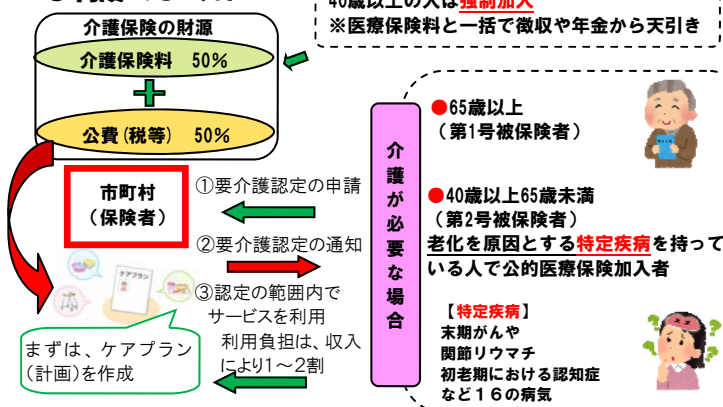 40歳以上の人は強制加入
※医療保険料と一括で徴収や年金から天引き
介護保険の財源
介護保険料 50%
公費(税等) 50%
市町村
(保険者)
①要介護認定の申請
②要介護認定の通知
③認定の範囲内で
サービスを利用
利用負担は、収入
により1~2割
ケアプラン
まずは、ケアプラン
(計画)を作成
介護が必要な場合
●65歳以上
(第1号被保険者)
●40歳以上65歳未満
(第2号被保険者)
老化を原因とする特定疾病を持って
いる人で公的医療保険加入者
【特定疾病】
末期がんや
関節リウマチ
初老期における認知症
など16の病気